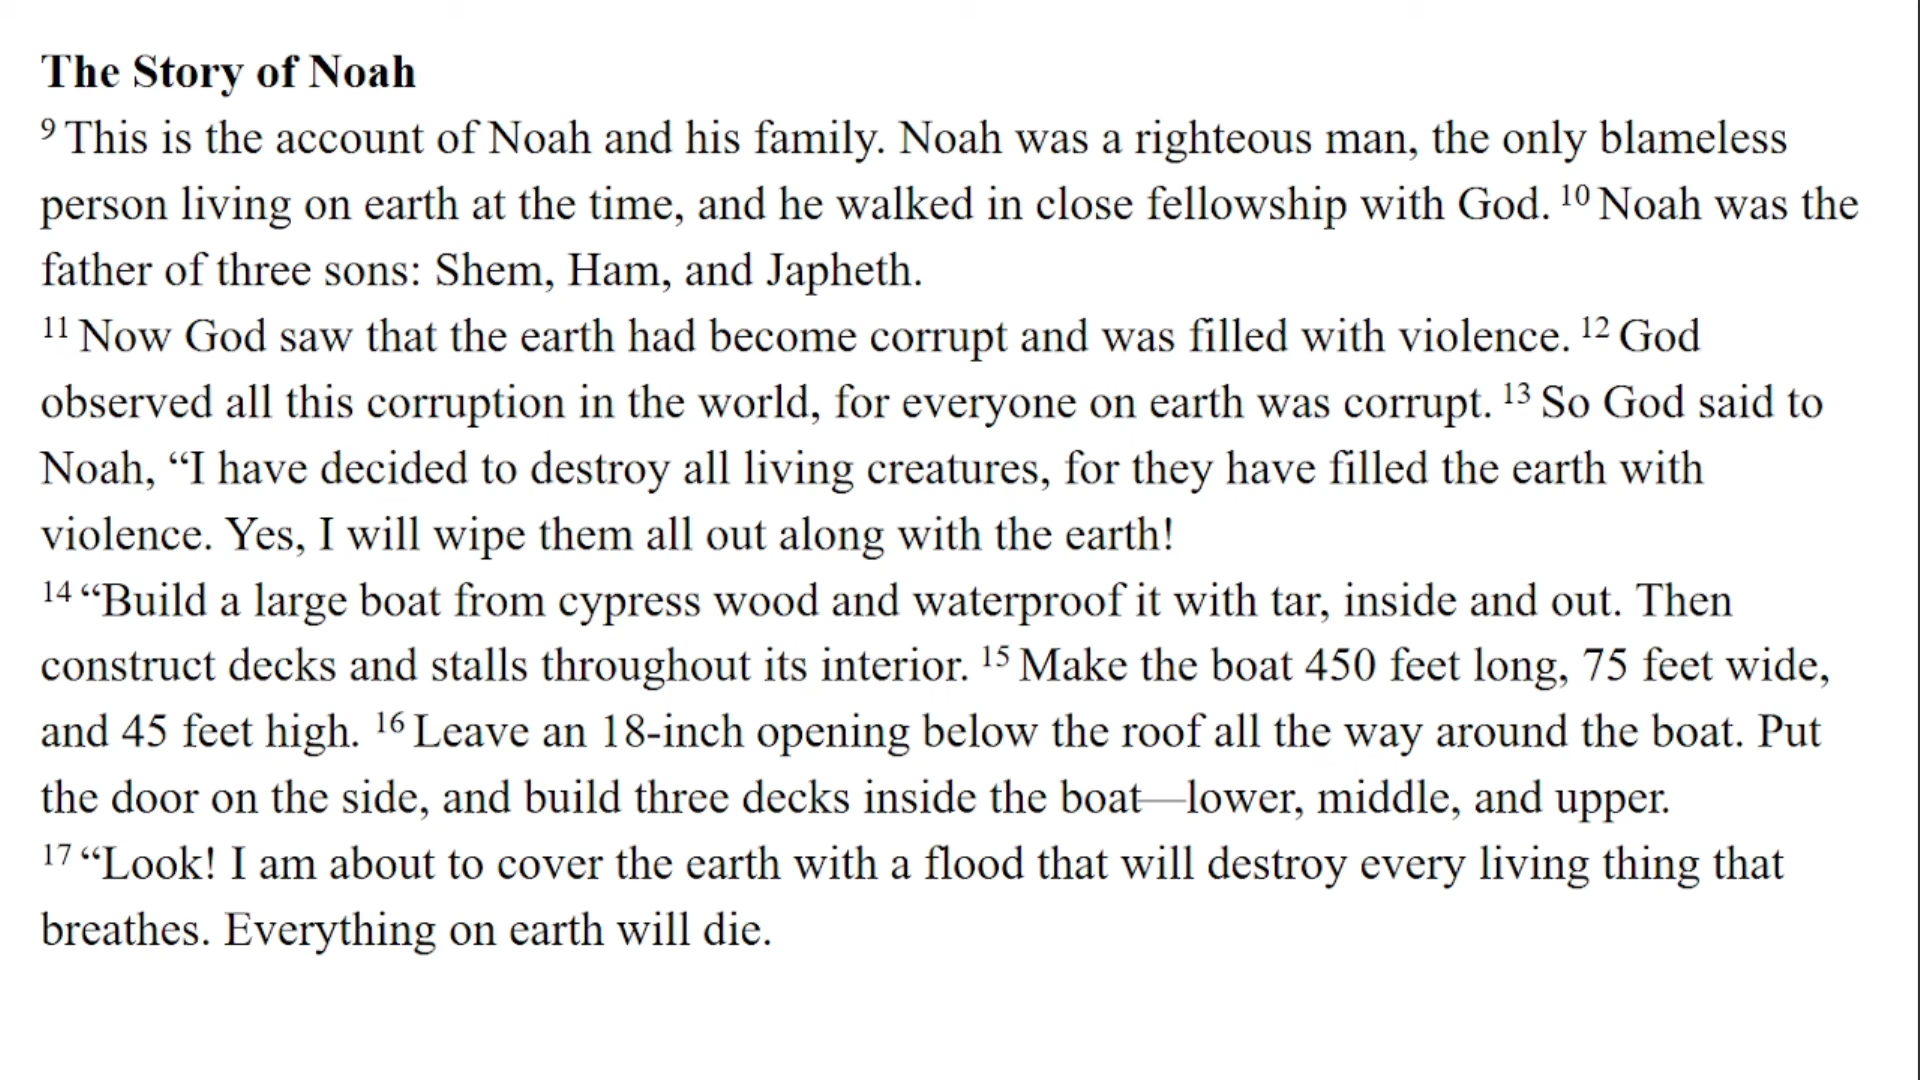 The Story of Noah
9 This is the account of Noah and his family. Noah was a righteous man, the only blameless
person living on earth at the time, and he walked in close fellowship with God. 10 Noah was the
father of three sons: Shem, Ham, and Japheth.
11 Now God saw that the earth had become corrupt and was filled with violence. 12 God
observed all this corruption in the world, for everyone on earth was corrupt. 13 So God said to
Noah, “I have decided to destroy all living creatures, for they have filled the earth with
violence. Yes, I will wipe them all out along with the earth!
14 “Build a large boat from cypress wood and waterproof it with tar, inside and out. Then
construct decks and stalls throughout its interior. 15 Make the boat 450 feet long, 75 feet wide,
and 45 feet high. 16 Leave an 18-inch opening below the roof all the way around the boat. Put
the door on the side, and build three decks inside the boat—lower, middle, and upper.
17 “Look! I am about to cover the earth with a flood that will destroy every living thing that
breathes. Everything on earth will die.